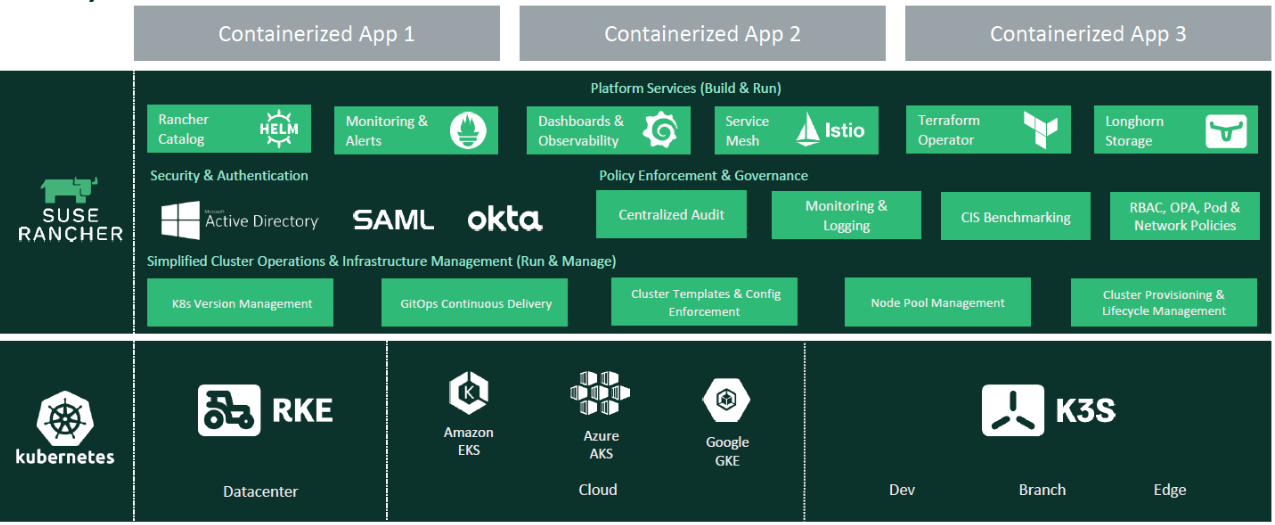 Containerized App 1
Containerized App 2
Containerized App 3
Platform Services (Build & Run)
Rancher
Catalog
HELM
Monitoring &
Alerts
Dashboards &
Observability
Service
Mesh
Istio
Terraform
Operator
Longhorn
Storage
SUSE
RANCHER
Security & Authentication
Microsoft
Active Directory
SAML
okta
Policy Enforcement & Governance
Centralized Audit
Monitoring &
Logging
CIS Benchmarking
RBAC, OPA, Pod &
Network Policies
Simplified Cluster Operations & Infrastructure Management (Run & Manage)
K8s Version Management
GitOps Continuous Delivery
Cluster Templates & Config
Enforcement
Node Pool Management
Cluster Provisioning &
Lifecycle Management
kubernetes
RKE
Datacenter
K
Amazon
EKS
Azure
AKS
Google
GKE
Cloud
K3S
Dev
Branch
Edge